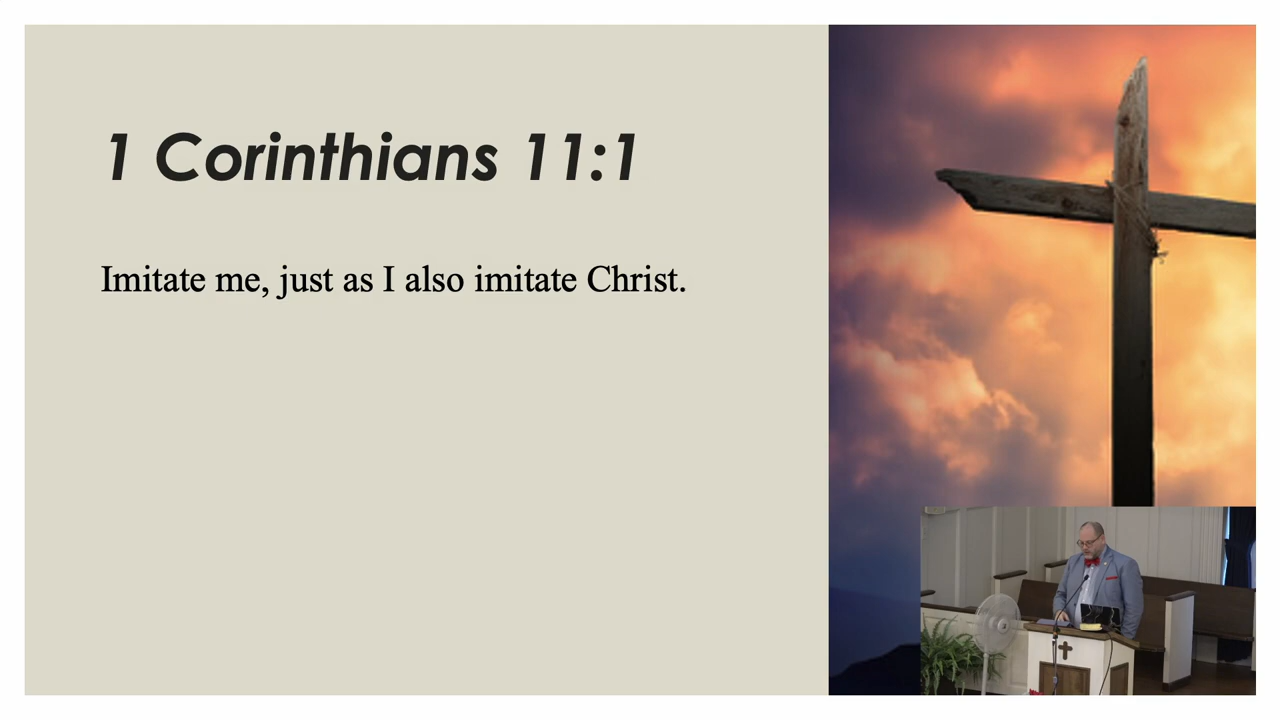 1 Corinthians 11:1
Imitate me, just as I also imitate Christ.